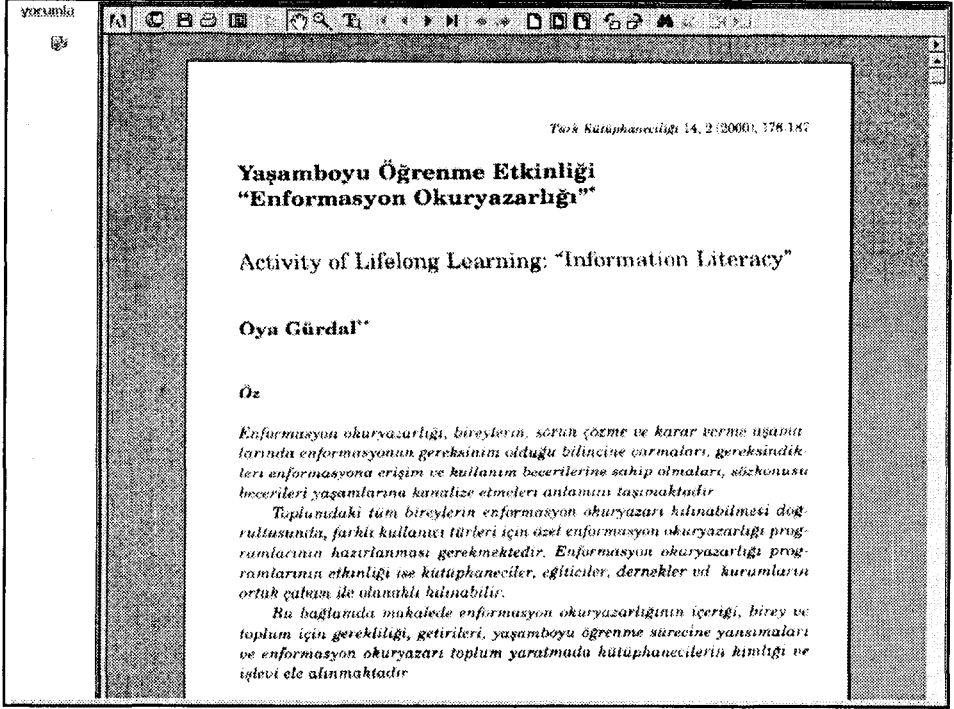 yorumla
Türk Kütüphaneciliği 14, 2 (2000), 178-187
Yaşamboyu Öğrenme Etkinliği
“Enformasyon Okuryazarlığı”*
Activity of Lifelong Learning: “Information Literacy”
Oya Gürdal**
Öz
Enformasyon okuryazarlığı, bireylerin, sorun çözme ve karar verme aşama
larında enformasyonun gereksinim olduğu bilincine varmaları, gereksindik-
leri enformasyona erişim ve kullanım becerilerine sahip olmaları, sözkonusu
becerileri yaşamlarına kanalize etmeleri anlamını taşımaktadır
Toplumdaki tüm bireylerin enformasyon okuryazarı kılınabilmesi doğ-
rultusunda, farklı kullanıcı türleri için özel enformasyon okuryazarlığı prog-
ramlarının hazırlanması gerekmektedir. Enformasyon okuryazarlığı prog-
ramlarının etkinliği ise kütüphaneciler, eğiticiler, dernekler vd. kurumların
ortak çabası ile olanaklı kılınabilir.
Bu bağlamda makalede enformasyon okuryazarlığının içeriği, birey ve
toplum için gerekliliği, getirileri, yaşamboyu öğrenme sürecine yansımaları
ve enformasyon okuryazarı toplum yaratmada kütüphanecilerin kimliği ve
işlevi ele alınmaktadır